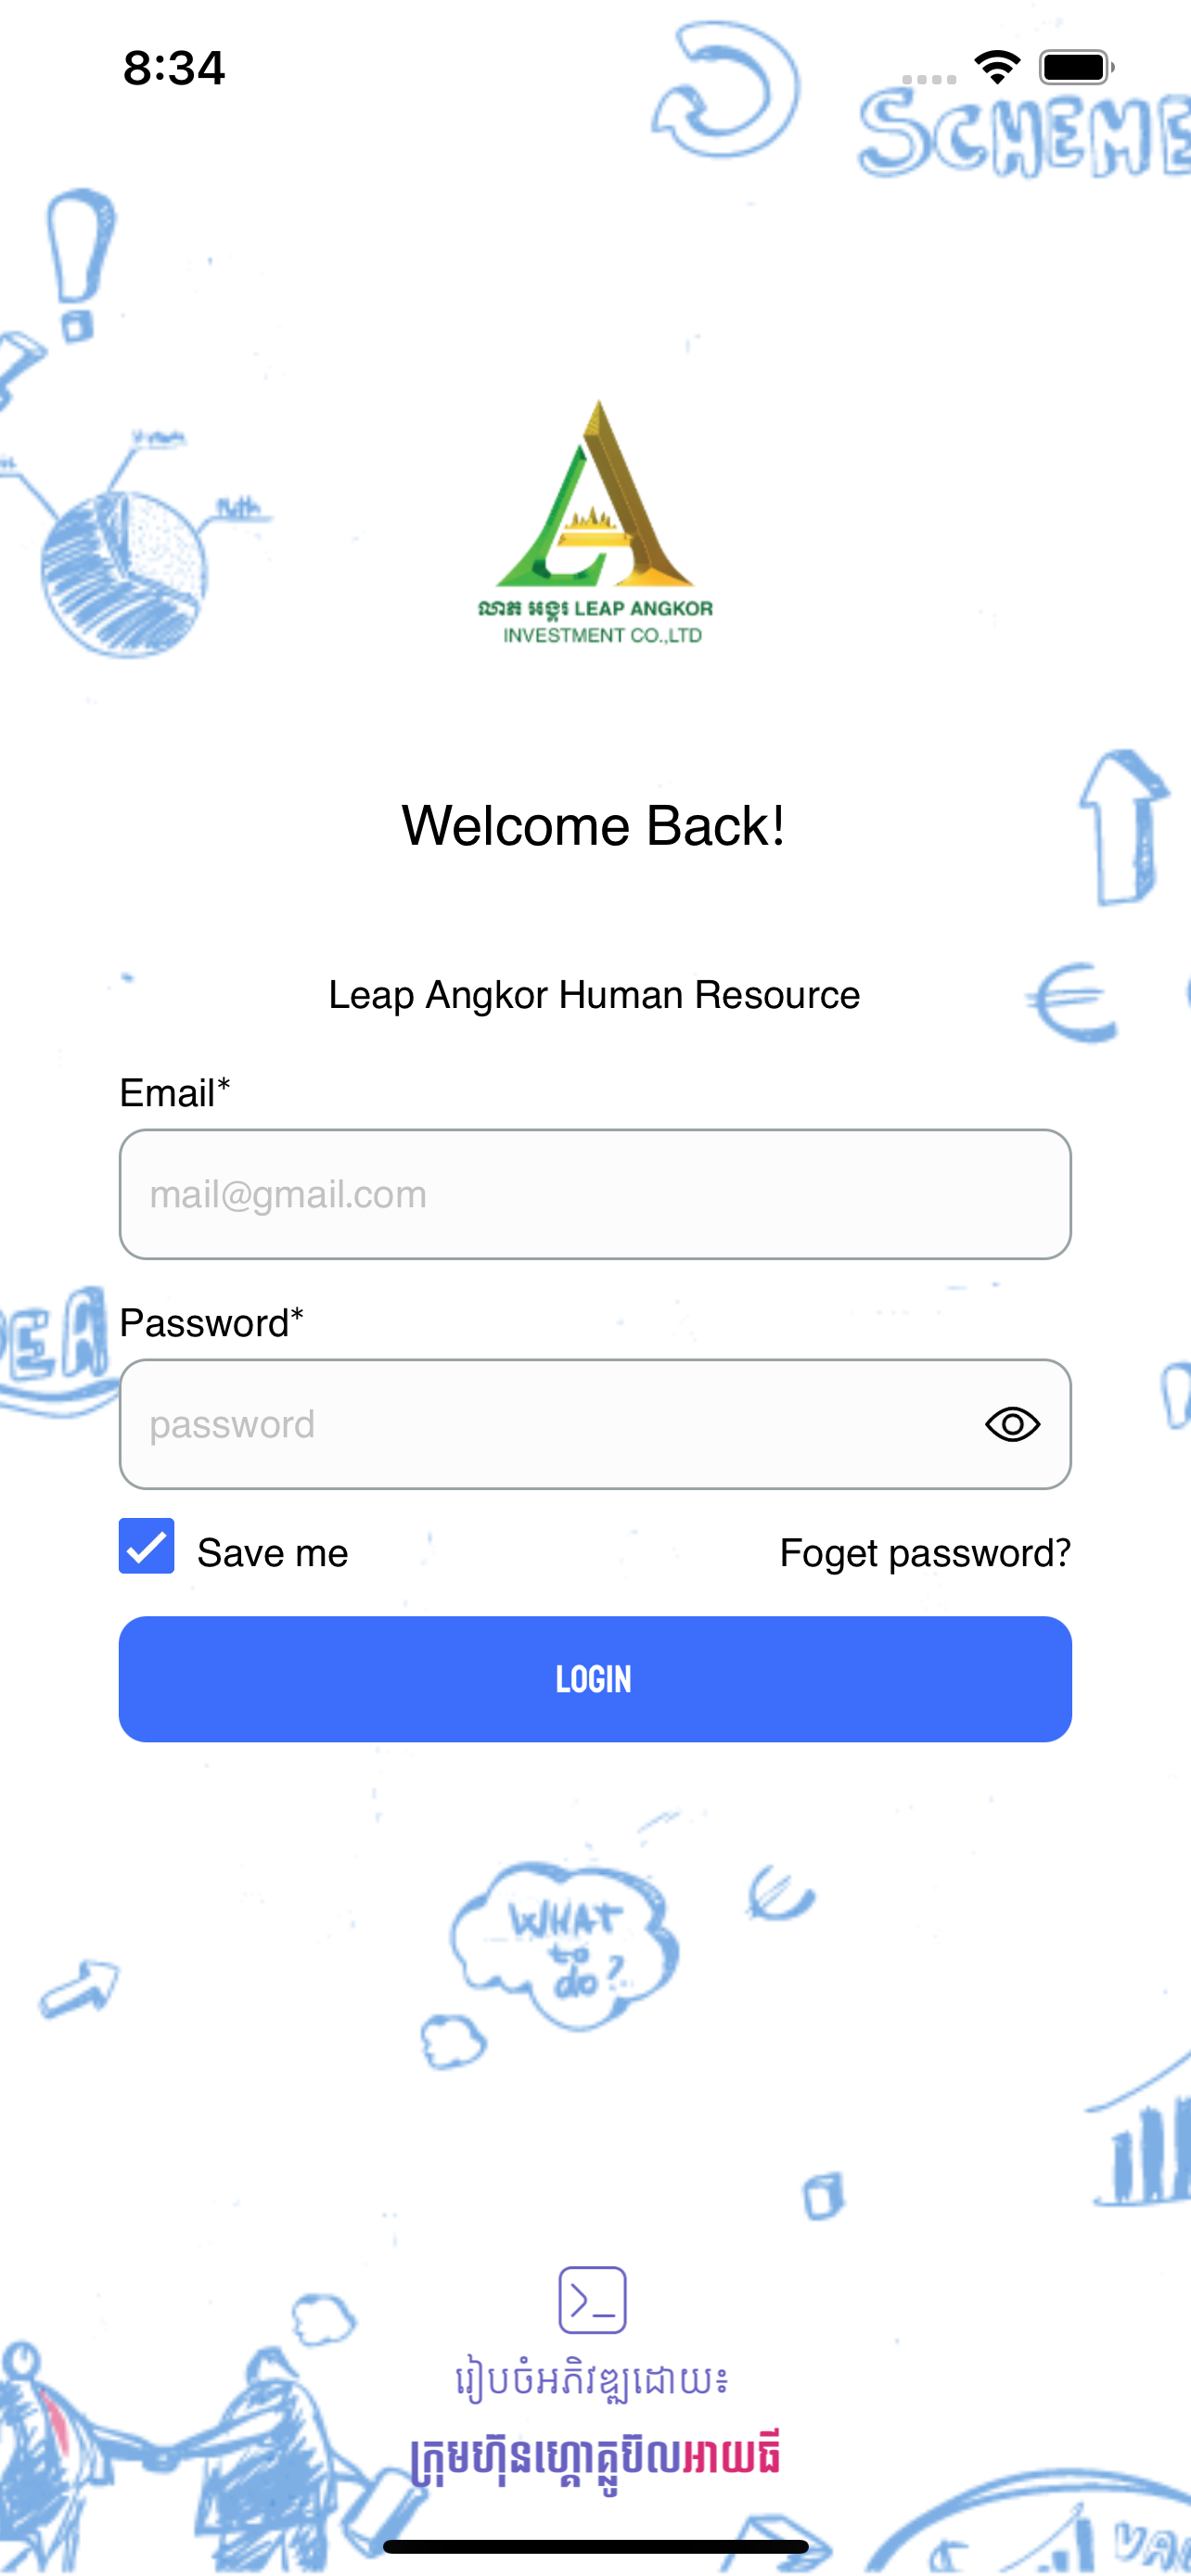 8:34
SCHEME
Welcome Back!
លាភ អង្គរ LEAP ANGKOR
INVESTMENT CO.,LTD
Leap Angkor Human Resource
Email*
mail@gmail.com
Password*
password
Save me
Foget password?
LOGIN
WHAT
to
do?
រៀបចំអភិវឌ្ឍដោយ៖
ក្រុមហ៊ុនហ្គោគ្លូប៊លអាយធី